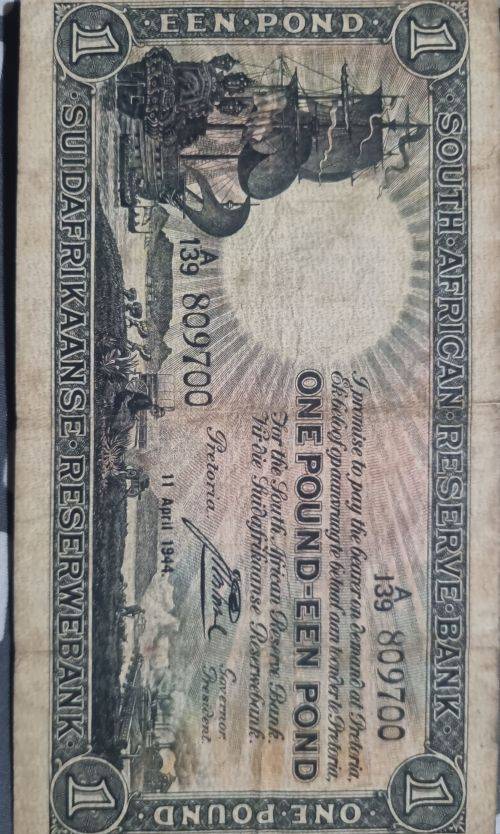 1
SOUTH·AFRICAN·RESERVE·BANK
1
EEN·POND
A
139 809700
I promise to pay the bearer on demand at Pretoria,
Ek beloof op aanvraag te betaal aan toonder te Pretoria,
ONE POUND-EEN POND
For the South African Reserve Bank.
Vir die Suidafrikaanse Reserwebank.
A
139 809700
Pretoria,
11 April 1944.
Governor.
President.
ONE·POUND
1
SUIDAFRIKAANSE·RESERWEBANK
1